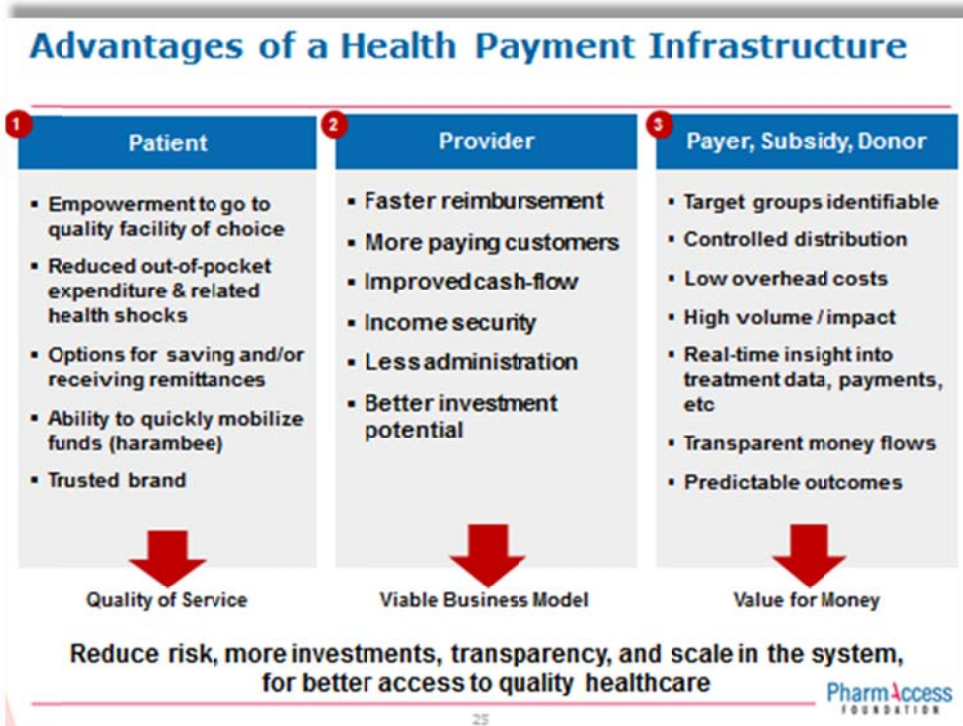 Advantages of a Health Payment Infrastructure
1
Patient
▪ Empowerment to go to
quality facility of choice
▪ Reduced out-of-pocket
expenditure & related
health shocks
▪ Options for saving and/or
receiving remittances
▪ Ability to quickly mobilize
funds (harambee)
▪ Trusted brand
Quality of Service
2
Provider
▪ Faster reimbursement
▪ More paying customers
▪ Improved cash-flow
▪ Income security
▪ Less administration
▪ Better investment
potential
Viable Business Model
3
Payer, Subsidy, Donor
▪ Target groups identifiable
▪ Controlled distribution
▪ Low overhead costs
▪ High volume / impact
▪ Real-time insight into
treatment data, payments,
etc
▪ Transparent money flows
▪ Predictable outcomes
Value for Money
Reduce risk, more investments, transparency, and scale in the system,
for better access to quality healthcare
PharmAccess
FOUNDATION
25